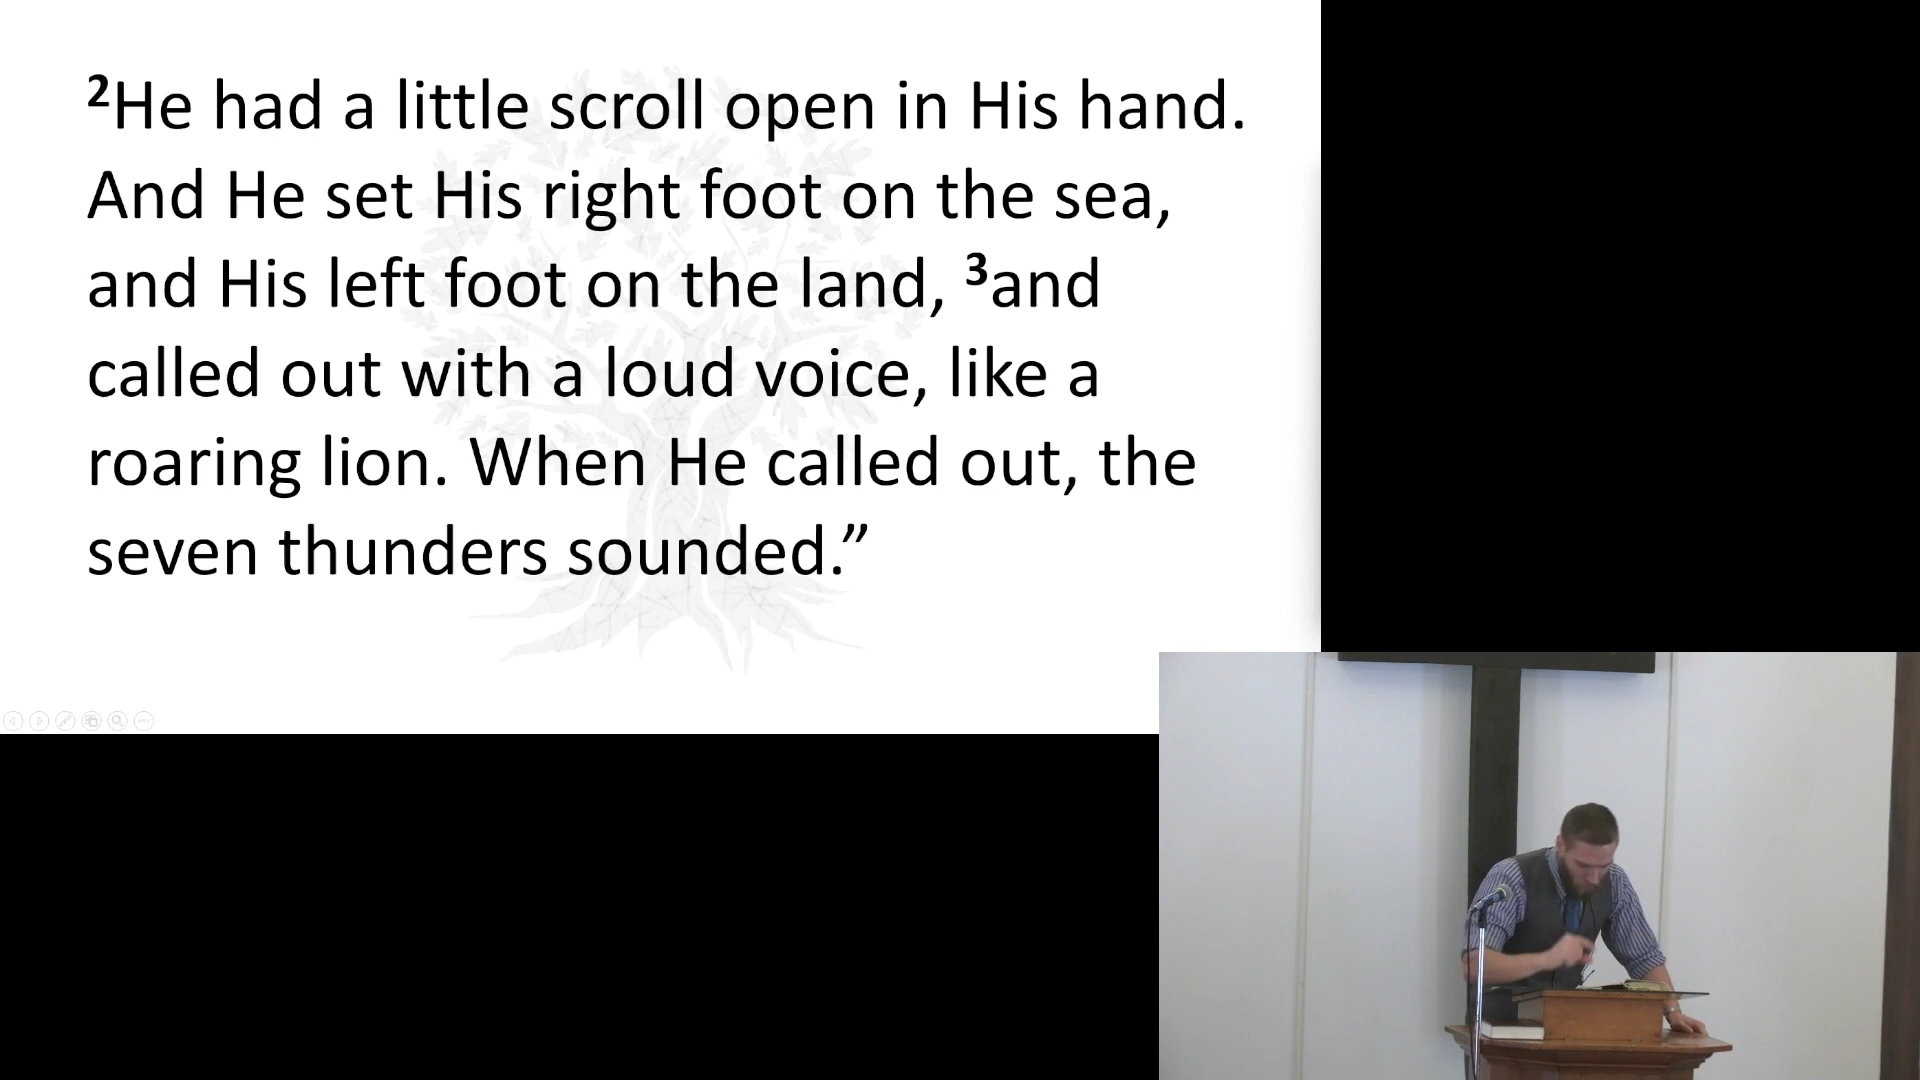 ²He had a little scroll open in His hand.
And He set His right foot on the sea,
and His left foot on the land, ³and
called out with a loud voice, like a
roaring lion. When He called out, the
seven thunders sounded.”